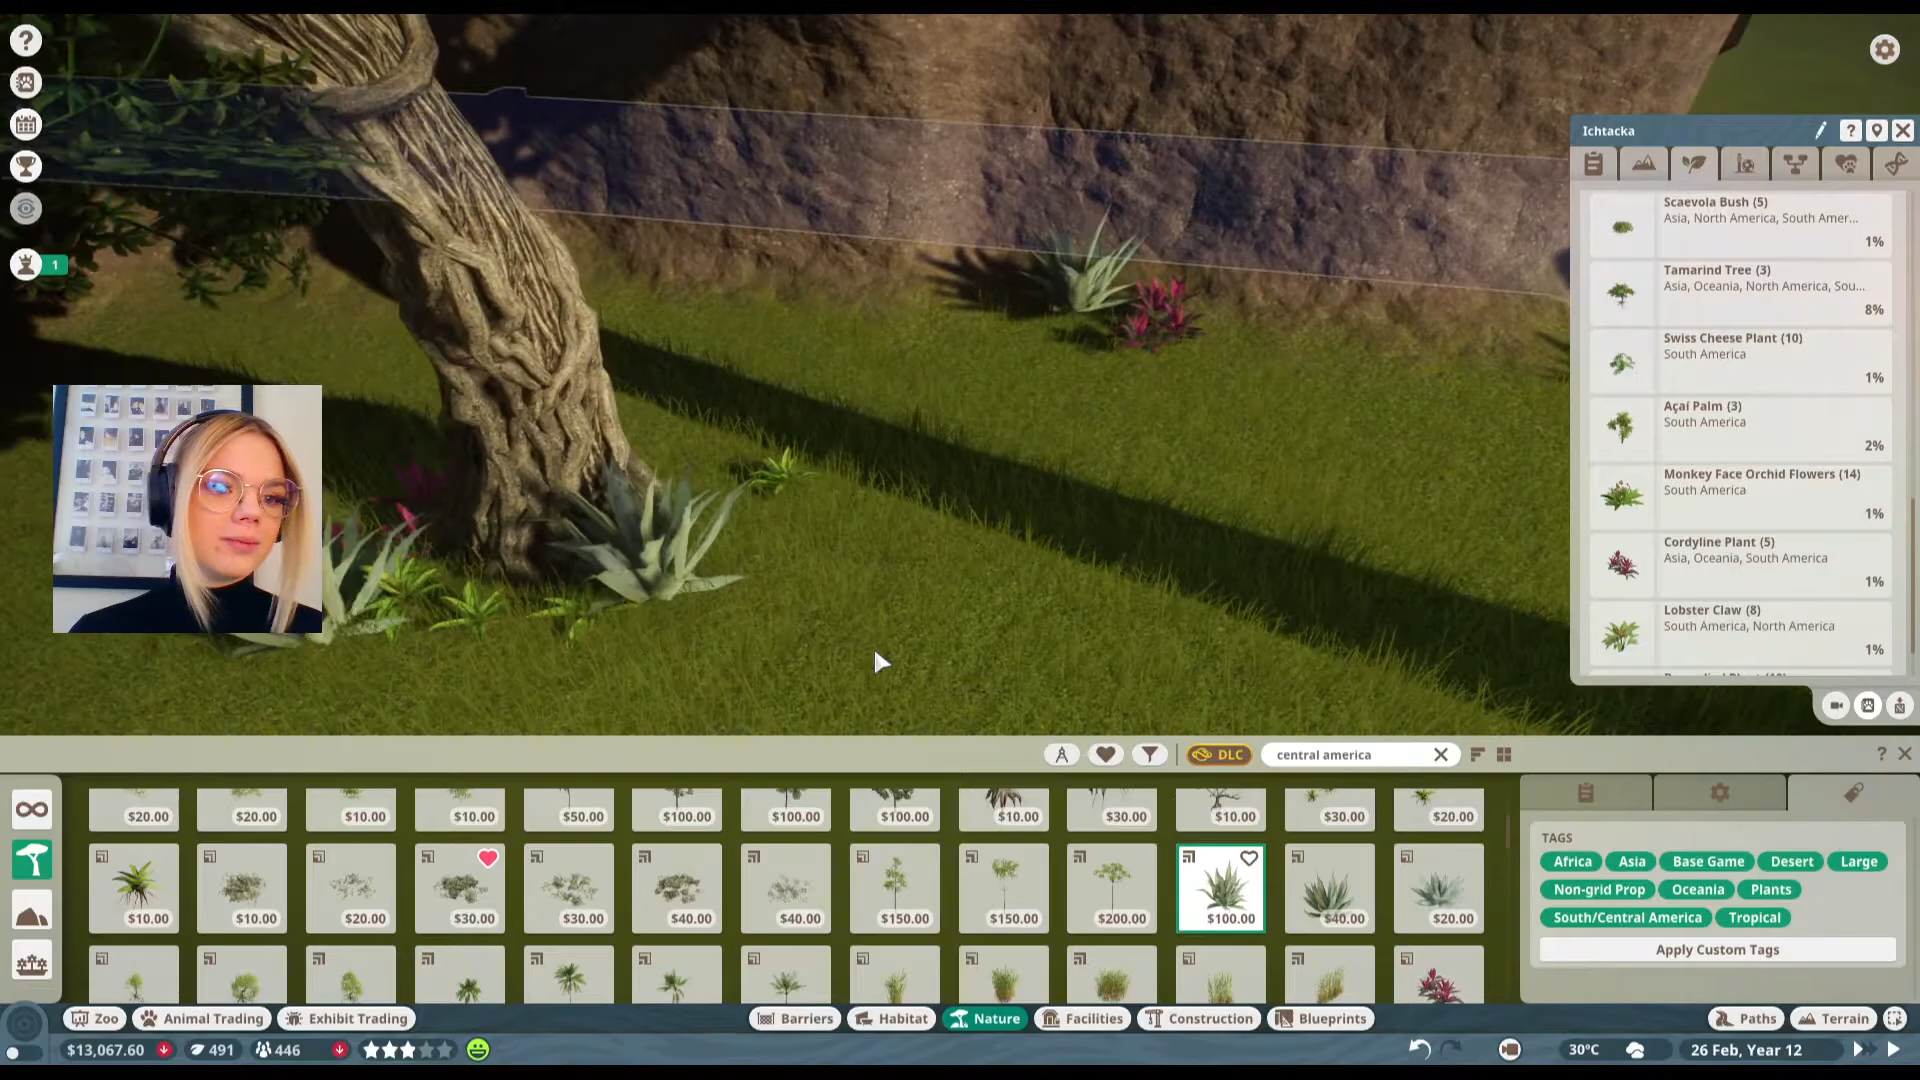 ?
1
Ichtacka
?
Scaevola Bush (5)
Asia, North America, South Amer...
1%
Tamarind Tree (3)
Asia, Oceania, North America, Sou...
8%
Swiss Cheese Plant (10)
South America
1%
Açaí Palm (3)
South America
2%
Monkey Face Orchid Flowers (14)
South America
1%
Cordyline Plant (5)
Asia, Oceania, South America
1%
Lobster Claw (8)
South America, North America
1%
DLC
central america
?
$20.00 $20.00 $10.00 $10.00 $50.00 $100.00 $100.00 $100.00 $10.00 $30.00 $10.00 $30.00 $20.00
$10.00 $10.00 $20.00 $30.00 $30.00 $40.00 $40.00 $150.00 $150.00 $200.00 $100.00 $40.00 $20.00
TAGS
Africa Asia Base Game Desert Large
Non-grid Prop Oceania Plants
South/Central America Tropical
Apply Custom Tags
Zoo Animal Trading Exhibit Trading Barriers Habitat Nature Facilities Construction Blueprints Paths Terrain
$13,067.60 491 446 30°C 26 Feb, Year 12